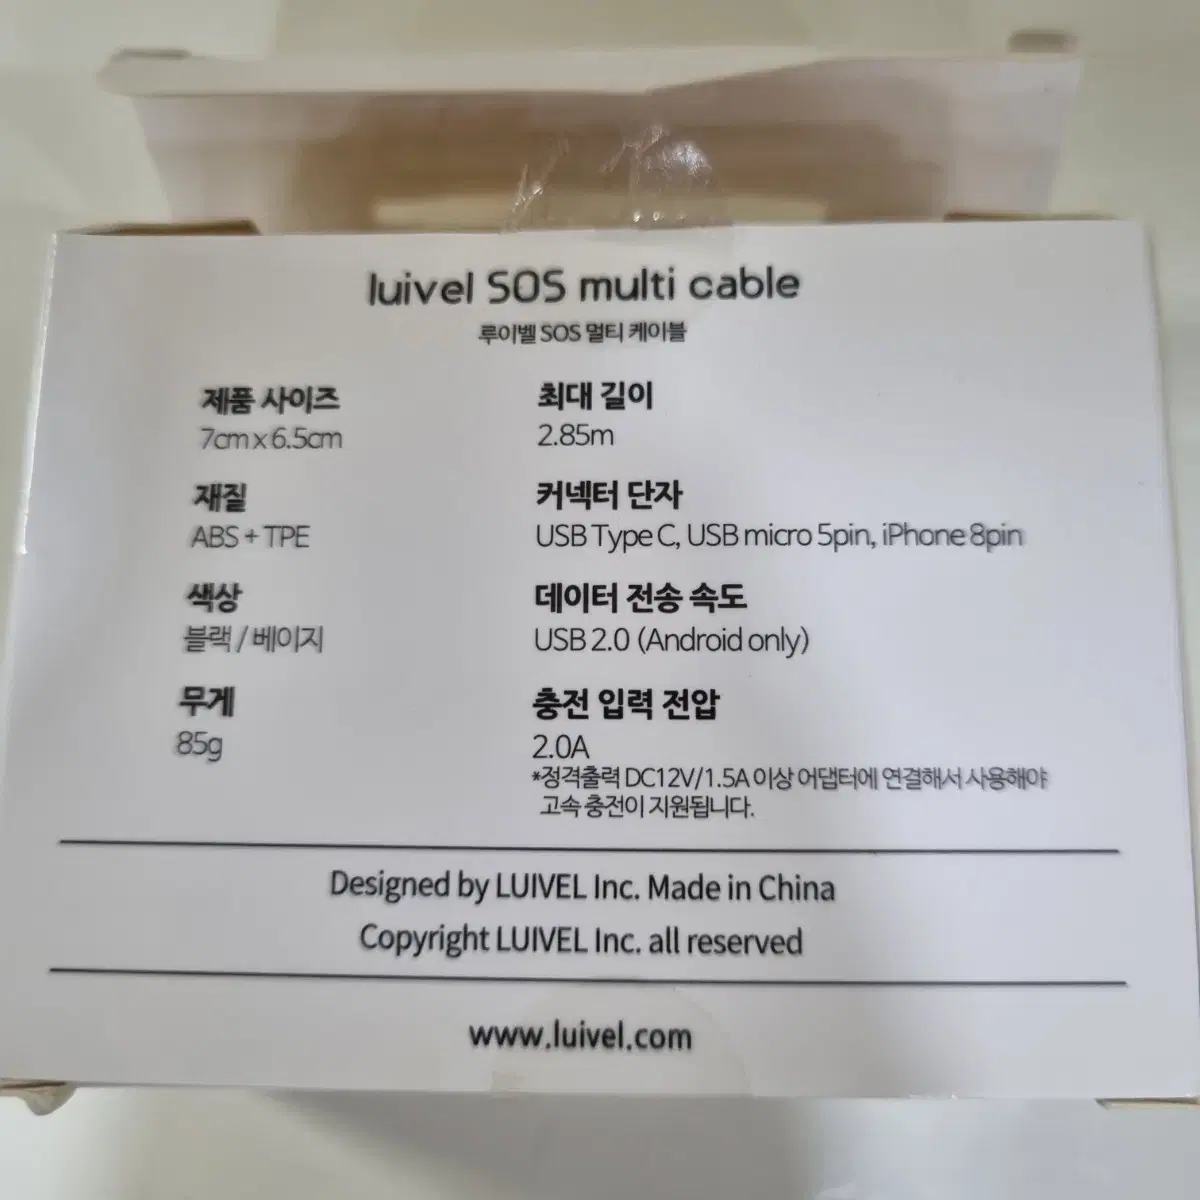 luivel SOS multi cable
루이벨 SOS 멀티 케이블
제품 사이즈
7cm x 6.5cm
재질
ABS + TPE
색상
블랙 / 베이지
무게
85g
최대 길이
2.85m
커넥터 단자
USB Type C, USB micro 5pin, iPhone 8pin
데이터 전송 속도
USB 2.0 (Android only)
충전 입력 전압
2.0A
*정격출력 DC12V/1.5A 이상 어댑터에 연결해서 사용해야
고속 충전이 지원됩니다.
Designed by LUIVEL Inc. Made in China
Copyright LUIVEL Inc. all reserved
www.luivel.com